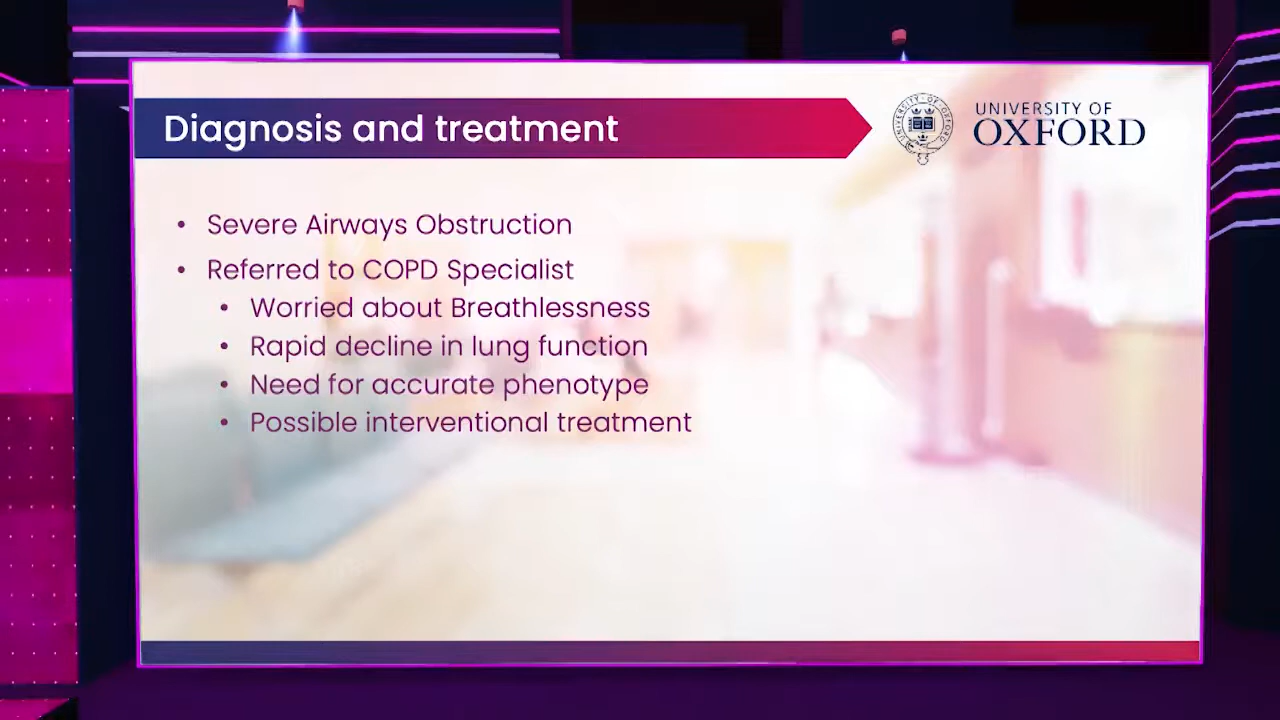 Diagnosis and treatment
UNIVERSITY OF
OXFORD
• Severe Airways Obstruction
• Referred to COPD Specialist
• Worried about Breathlessness
• Rapid decline in lung function
• Need for accurate phenotype
• Possible interventional treatment